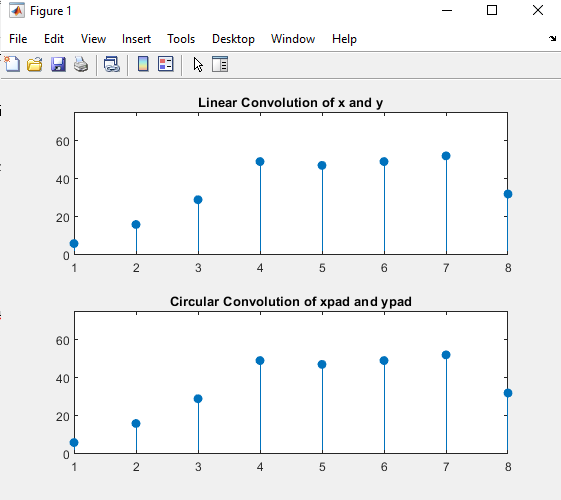 Figure 1
File Edit View Insert Tools Desktop Window Help
Linear Convolution of x and y
60
40
20
0
1 2 3 4 5 6 7 8
Circular Convolution of xpad and ypad
60
40
20
0
1 2 3 4 5 6 7 8